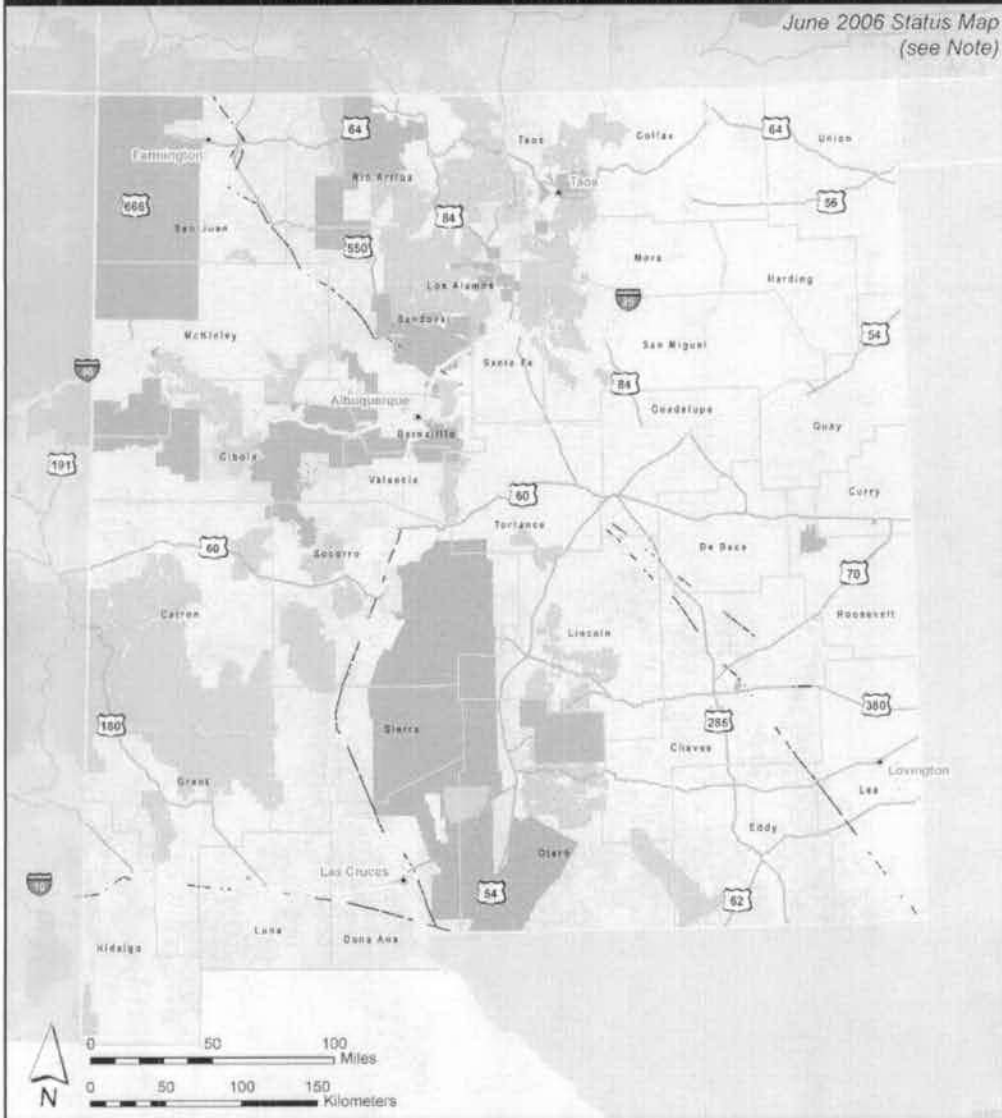 June 2006 Status Map
(see Note)
64
Taos
Colfax
64
Union
Farmington
Rio Arriba
Taos
666
84
56
San Juan
550
Mora
Harding
Los Alamos
25
Sandoval
54
McKinley
San Miguel
Santa Fe
40
84
Albuquerque
Guadalupe
Bernalillo
Quay
191
Cibola
Valencia
60
Curry
Torrance
60
Socorro
De Baca
70
Catron
Roosevelt
Lincoln
180
Sierra
285
380
Chaves
Grant
Lovington
Lea
Eddy
Otero
Las Cruces
10
54
62
Luna
Hidalgo
Dona Ana
0 50 100
Miles
0 50 100 150
Kilometers
N